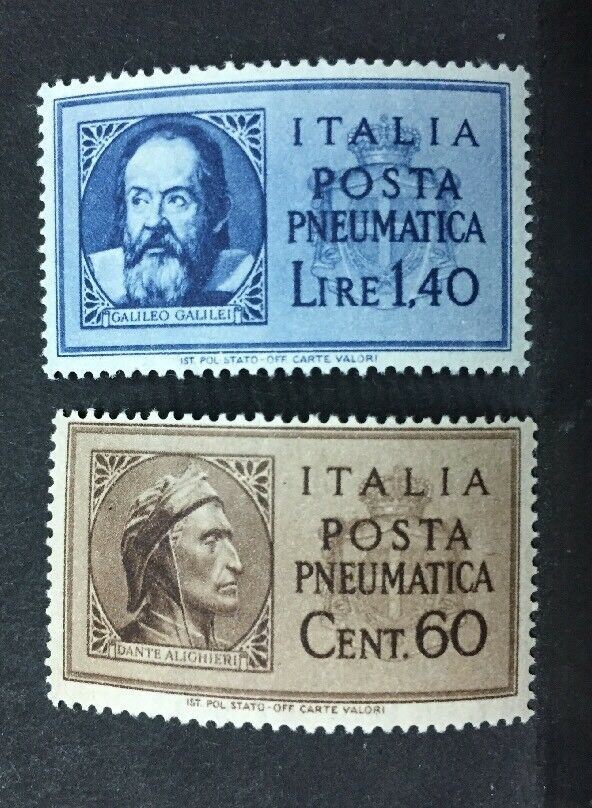 ITALIA
POSTA
PNEUMATICA
LIRE 1,40
GALILEO GALILEI
IST. POL. STATO-OFF. CARTE VALORI
ITALIA
POSTA
PNEUMATICA
CENT. 60
DANTE ALIGHIERI
IST. POL. STATO-OFF. CARTE VALORI